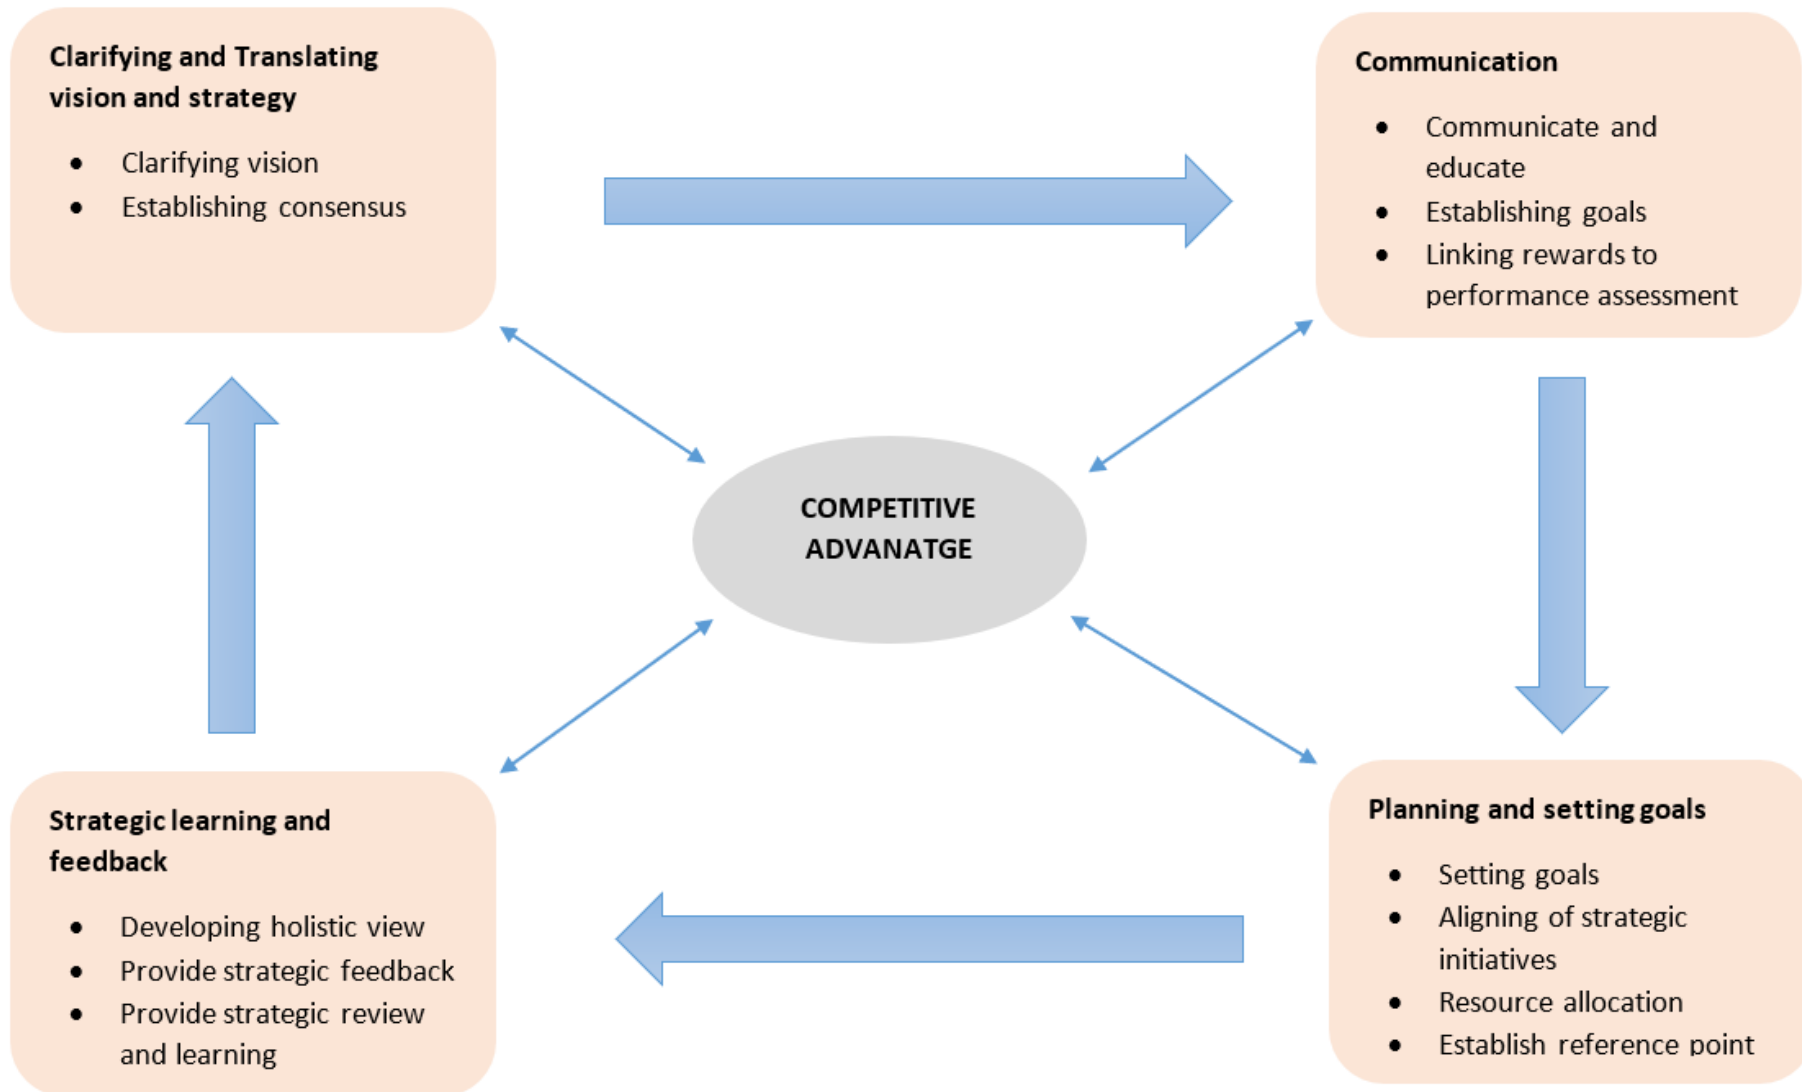 Clarifying and Translating
vision and strategy
• Clarifying vision
• Establishing consensus
Communication
• Communicate and
educate
• Establishing goals
• Linking rewards to
performance assessment
COMPETITIVE
ADVANATGE
Strategic learning and
feedback
• Developing holistic view
• Provide strategic feedback
• Provide strategic review
and learning
Planning and setting goals
• Setting goals
• Aligning of strategic
initiatives
• Resource allocation
• Establish reference point